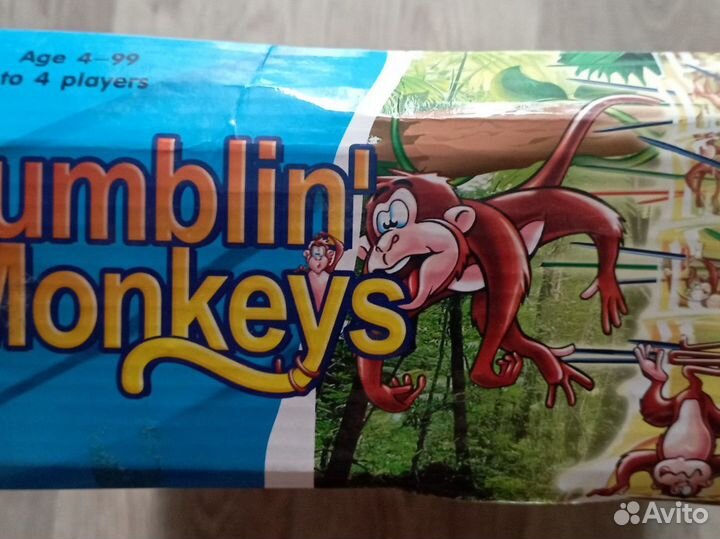 Age 4–99
to 4 players
umblin'
Monkeys
Avito